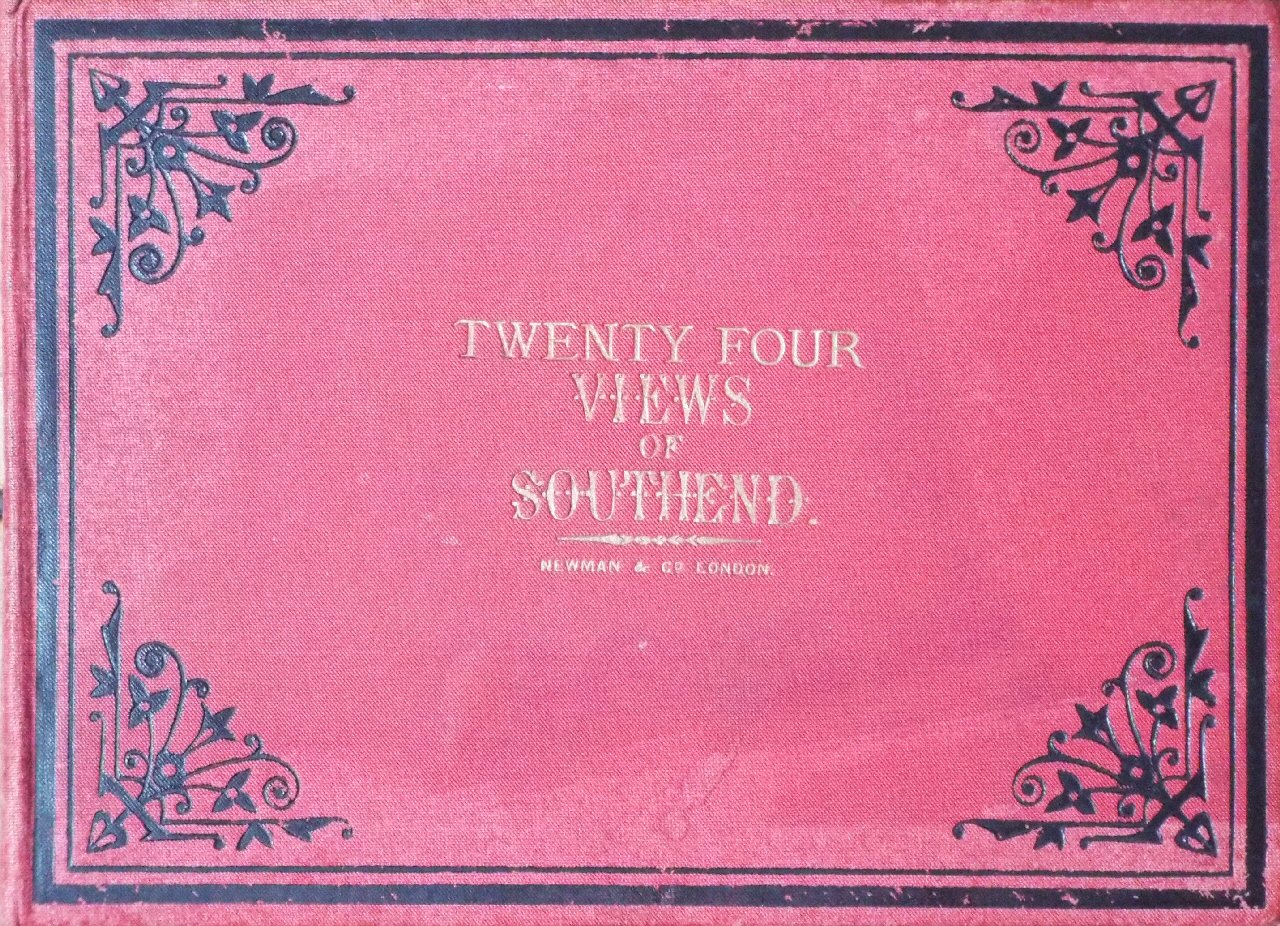 TWENTY FOUR
VIEWS
OF
SOUTHEND.
NEWMAN & Co LONDON.